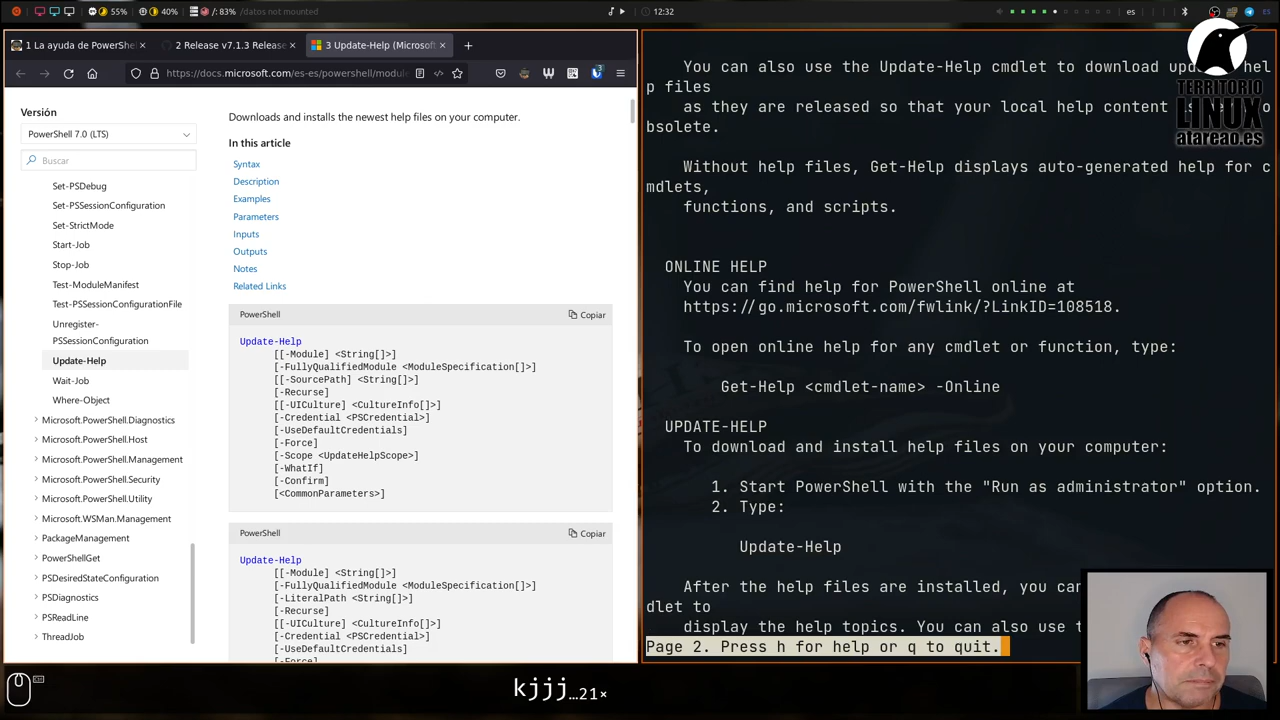 55%
40%
/: 83%
/datos not mounted
12:32
es
ES
1 La ayuda de PowerShe
2 Release v7.1.3 Release
3 Update-Help (Microsoft
https://docs.microsoft.com/es-es/powershell/modul
3
Versión
PowerShell 7.0 (LTS)
Buscar
Set-PSDebug
Set-PSSessionConfiguration
Set-StrictMode
Start-Job
Stop-Job
Test-ModuleManifest
Test-PSSessionConfigurationFile
Unregister-
PSSessionConfiguration
Update-Help
Wait-Job
Where-Object
Microsoft.PowerShell.Diagnostics
Microsoft.PowerShell.Host
Microsoft.PowerShell.Management
Microsoft.PowerShell.Security
Microsoft.PowerShell.Utility
Microsoft.WSMan.Management
PackageManagement
PowerShellGet
PSDesiredStateConfiguration
PSDiagnostics
PSReadLine
ThreadJob
Downloads and installs the newest help files on your computer.
In this article
Syntax
Description
Examples
Parameters
Inputs
Outputs
Notes
Related Links
PowerShell
Copiar
Update-Help
[[-Module] <String[]>]
[-FullyQualifiedModule <ModuleSpecification[]>]
[[-SourcePath] <String[]>]
[-Recurse]
[[-UICulture] <CultureInfo[]>]
[-Credential <PSCredential>]
[-UseDefaultCredentials]
[-Force]
[-Scope <UpdateHelpScope>]
[-WhatIf]
[-Confirm]
[<CommonParameters>]
PowerShell
Copiar
Update-Help
[[-Module] <String[]>]
[-FullyQualifiedModule <ModuleSpecification[]>]
[-LiteralPath <String[]>]
[-Recurse]
[[-UICulture] <CultureInfo[]>]
[-Credential <PSCredential>]
[-UseDefaultCredentials]
[-Force]
You can also use the Update-Help cmdlet to download hel
p files
as they are released so that your local help content o
bsolete.
Without help files, Get-Help displays auto-generated help for c
mdlets,
functions, and scripts.
ONLINE HELP
You can find help for PowerShell online at
https://go.microsoft.com/fwlink/?LinkID=108518.
To open online help for any cmdlet or function, type:
Get-Help <cmdlet-name> -Online
UPDATE-HELP
To download and install help files on your computer:
1. Start PowerShell with the "Run as administrator" option.
2. Type:
Update-Help
After the help files are installed, you can
dlet to
display the help topics. You can also use t
Page 2. Press h for help or q to quit.
TERRITORIO
LINUX
atareao.es
Ctrl
kjjj…21×